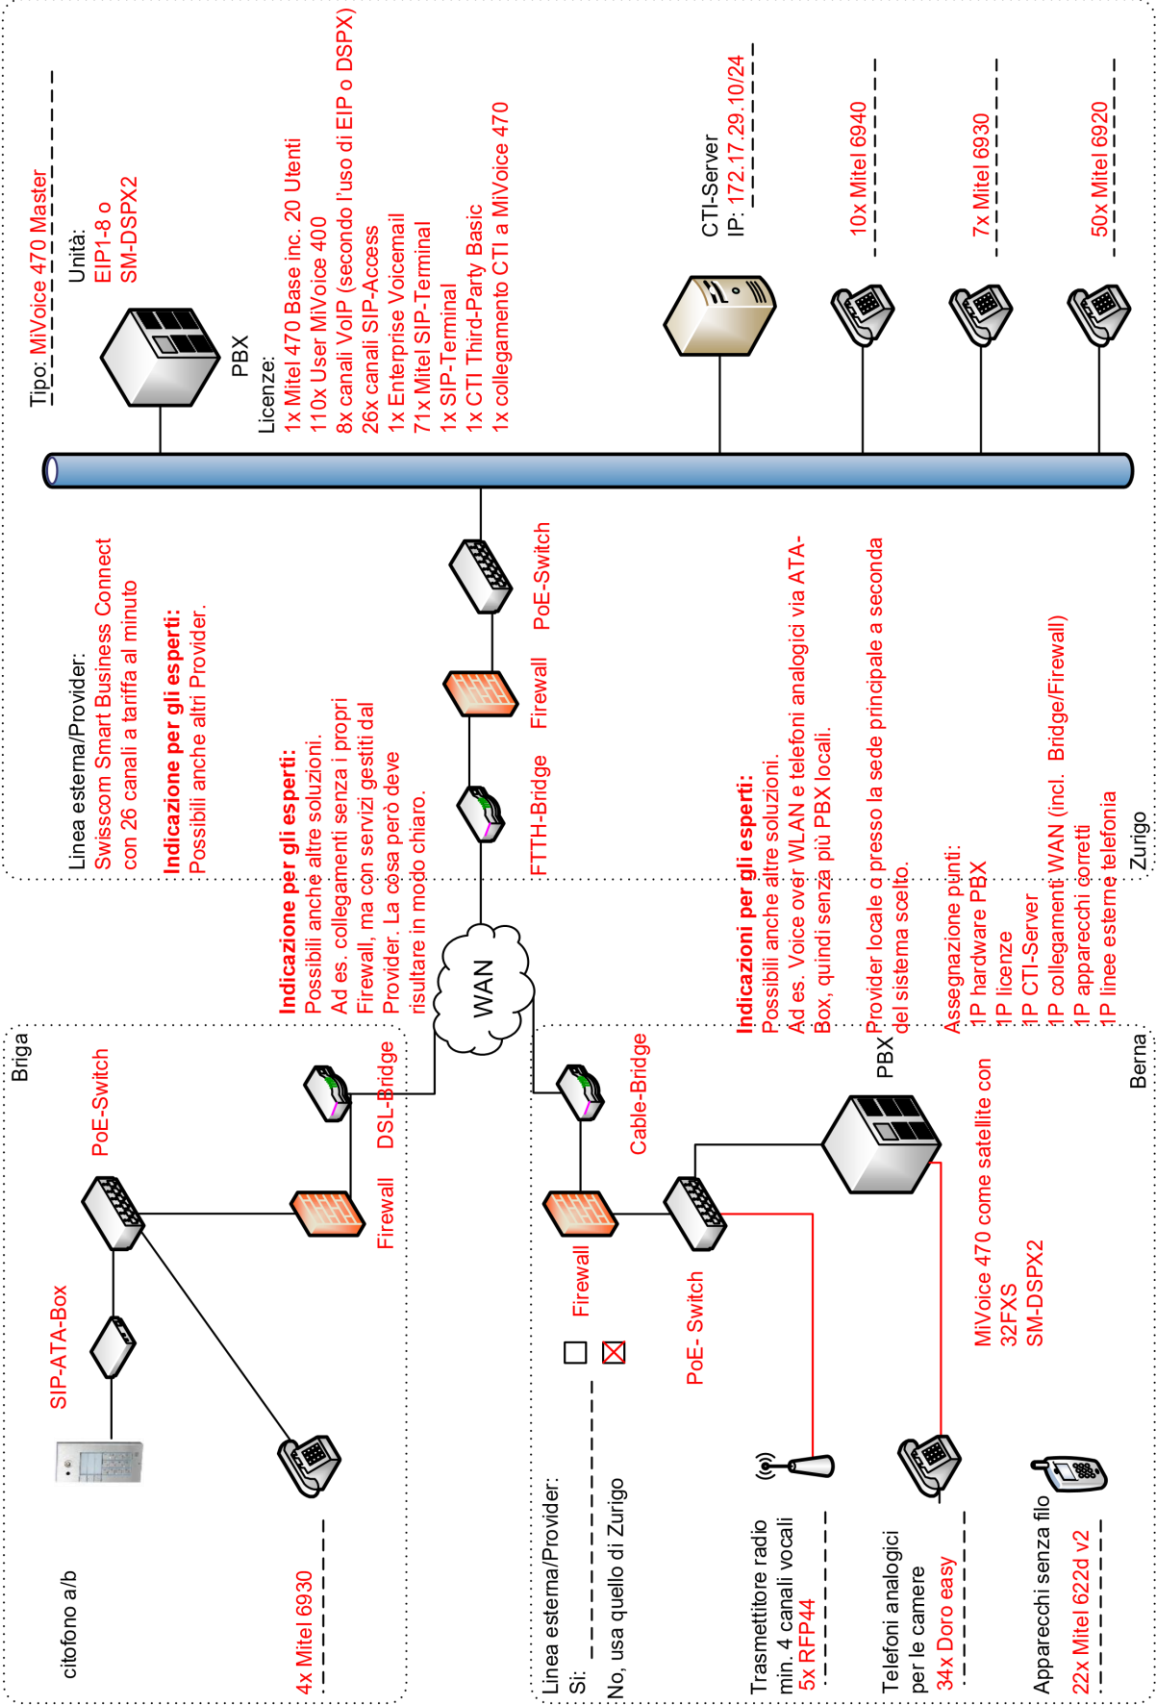 Briga
citofono a/b
SIP-ATA-Box
PoE-Switch
4x Mitel 6930
Firewall
DSL-Bridge
WAN
Linea esterna/Provider:
Swisscom Smart Business Connect
con 26 canali a tariffa al minuto
Indicazione per gli esperti:
Possibili anche altri Provider.
Indicazione per gli esperti:
Possibili anche altre soluzioni.
Ad es. collegamenti senza i propri
Firewall, ma con servizi gestiti dal
Provider. La cosa però deve
risultare in modo chiaro.
FTTH-Bridge
Firewall
PoE-Switch
Tipo: MiVoice 470 Master
Unità:
EIP1-8 o
SM-DSPX2
PBX
Licenze:
1x Mitel 470 Base inc. 20 Utenti
110x User MiVoice 400
8x canali VoIP (secondo l'uso di EIP o DSPX)
26x canali SIP-Access
1x Enterprise Voicemail
71x Mitel SIP-Terminal
1x SIP-Terminal
1x CTI Third-Party Basic
1x collegamento CTI a MiVoice 470
CTI-Server
IP: 172.17.29.10/24
10x Mitel 6940
7x Mitel 6930
50x Mitel 6920
Zurigo
Linea esterna/Provider:
Si:
No, usa quello di Zurigo
Firewall
Cable-Bridge
PoE- Switch
Trasmettitore radio
min. 4 canali vocali
5x RFP44
Telefoni analogici
per le camere
34x Doro easy
Apparecchi senza filo
22x Mitel 622d v2
PBX
MiVoice 470 come satellite con
32FXS
SM-DSPX2
Berna
Indicazioni per gli esperti:
Possibili anche altre soluzioni.
Ad es. Voice over WLAN e telefoni analogici via ATA-
Box, quindi senza più PBX locali.
Provider locale o presso la sede principale a seconda
del sistema scelto.
Assegnazione punti:
1P hardware PBX
1P licenze
1P CTI-Server
1P collegamenti WAN (incl. Bridge/Firewall)
1P apparecchi corretti
1P linee esterne telefonia